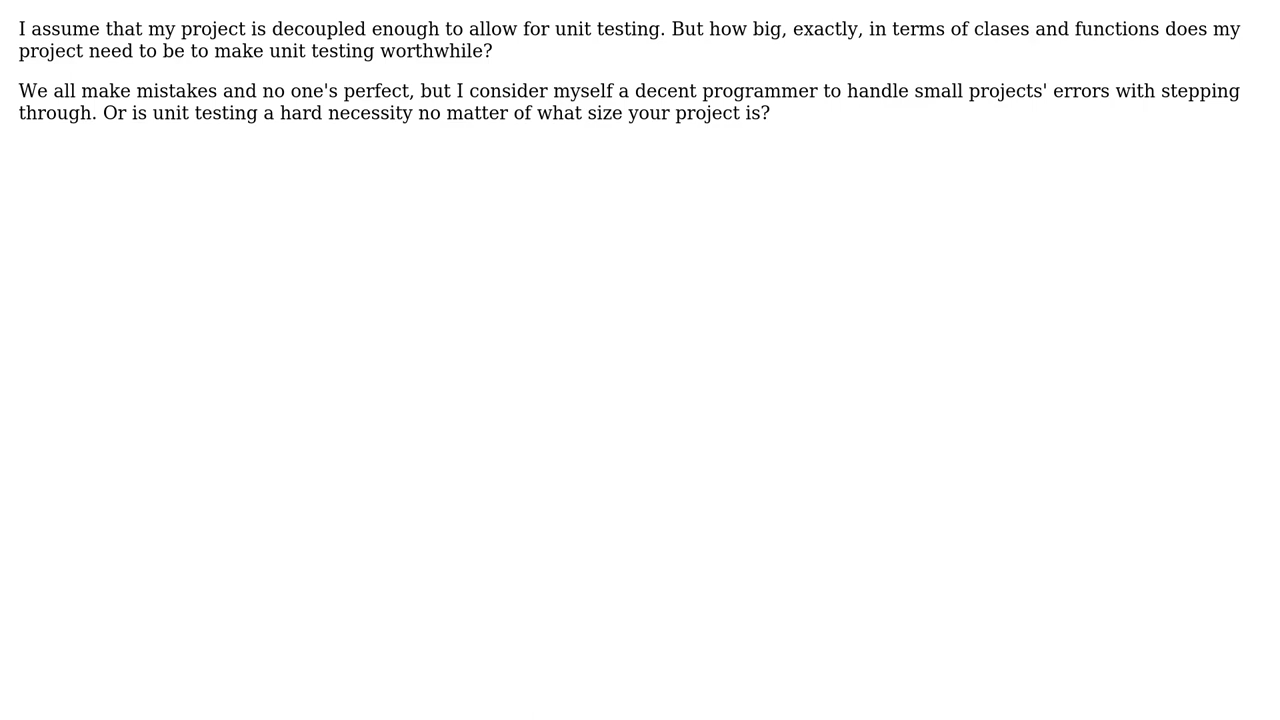 I assume that my project is decoupled enough to allow for unit testing. But how big, exactly, in terms of clases and functions does my
project need to be to make unit testing worthwhile?
We all make mistakes and no one's perfect, but I consider myself a decent programmer to handle small projects' errors with stepping
through. Or is unit testing a hard necessity no matter of what size your project is?